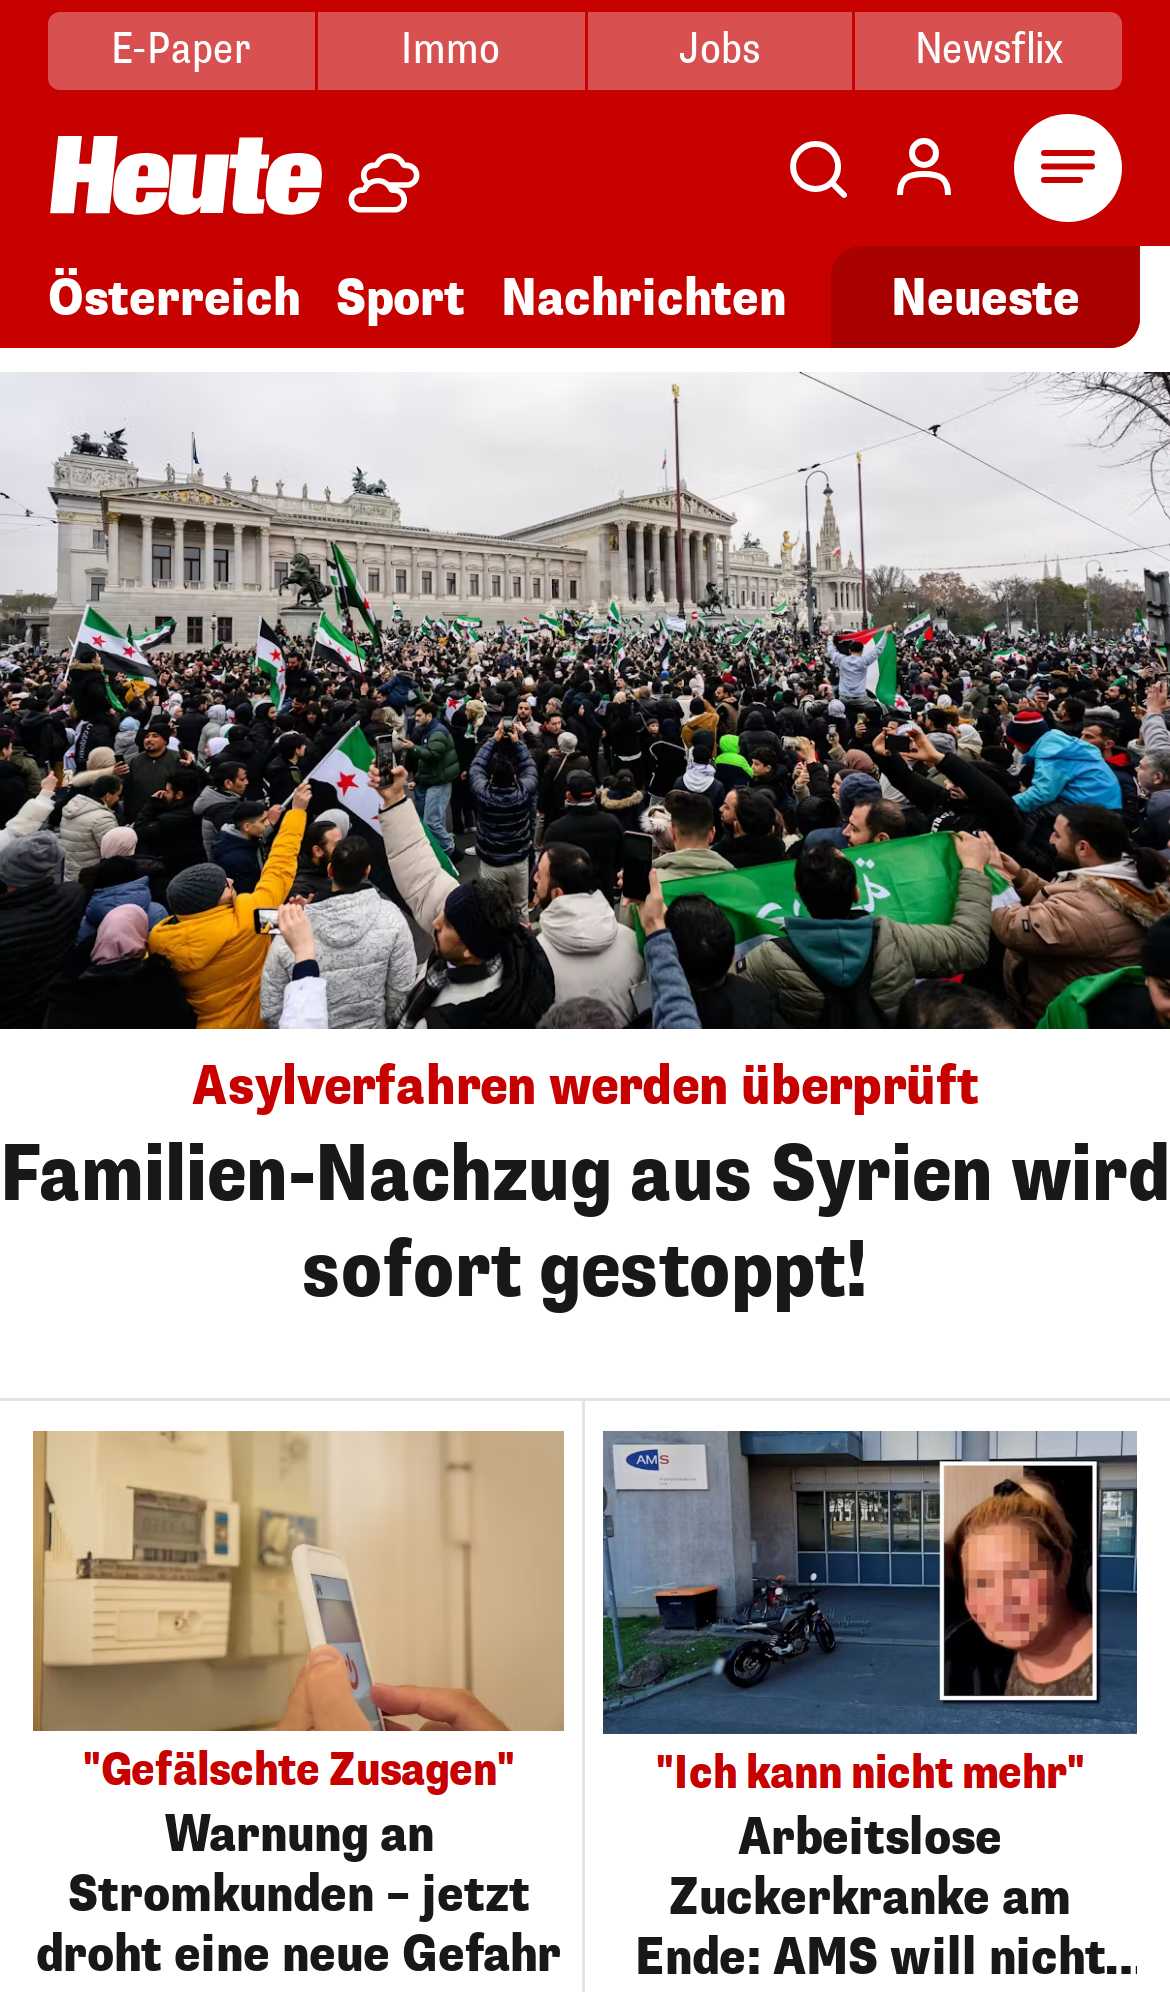 E-Paper
Immo
Jobs
Newsflix
Heute
Österreich
Sport
Nachrichten
Neueste
Asylverfahren werden überprüft
Familien-Nachzug aus Syrien wird
sofort gestoppt!
"Gefälschte Zusagen"
Warnung an
Stromkunden – jetzt
droht eine neue Gefahr
AMS
"Ich kann nicht mehr"
Arbeitslose
Zuckerkranke am
Ende: AMS will nicht...